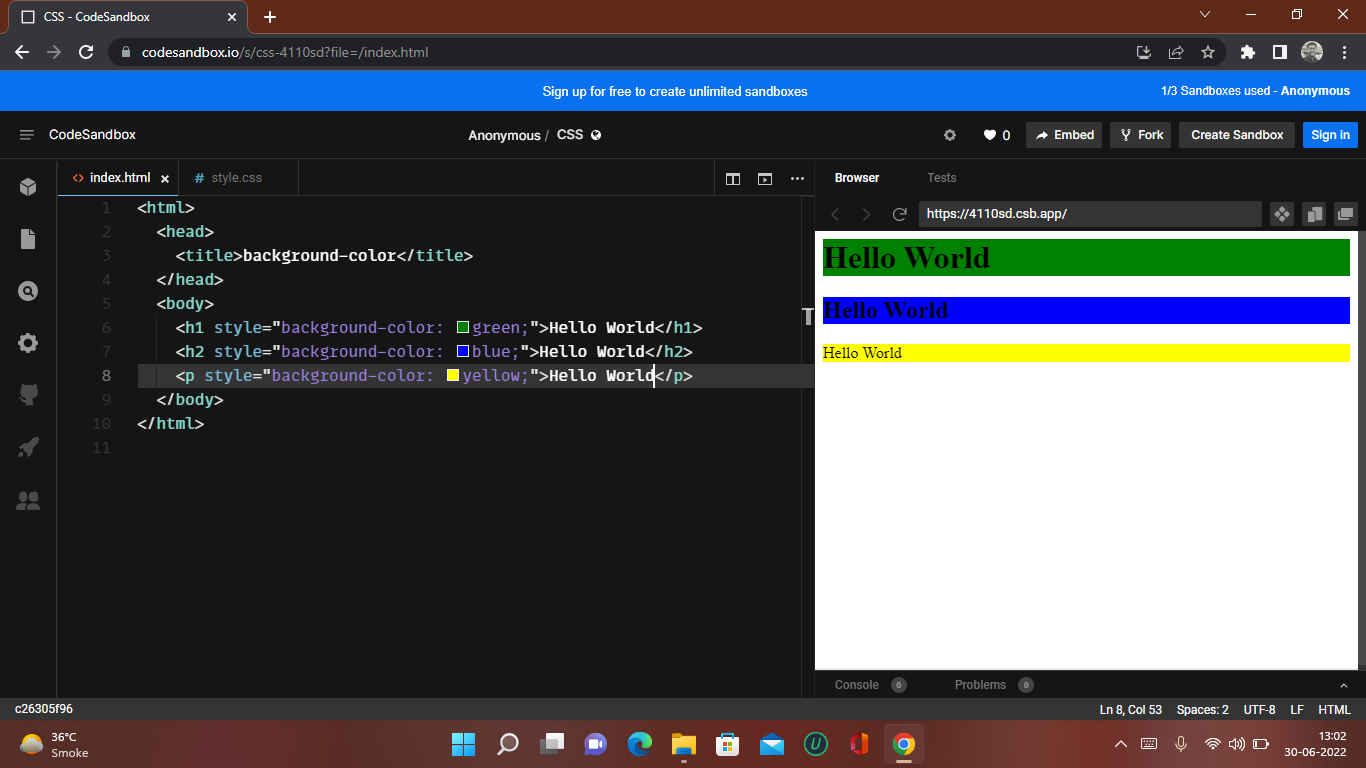 CSS - CodeSandbox
codesandbox.io/s/css-4110sd?file=/index.html
Sign up for free to create unlimited sandboxes
1/3 Sandboxes used - Anonymous
CodeSandbox
Anonymous / CSS
0
Embed
Fork
Create Sandbox
Sign in
<> index.html
# style.css
1 <html>
2 <head>
3 <title>background-color</title>
4 </head>
5 <body>
6 <h1 style="background-color: green;">Hello World</h1>
7 <h2 style="background-color: blue;">Hello World</h2>
8 <p style="background-color: yellow;">Hello World</p>
9 </body>
10 </html>
11
Browser
Tests
https://4110sd.csb.app/
Hello World
Hello World
Hello World
Console 0
Problems 0
c26305f96
Ln 8, Col 53
Spaces: 2
UTF-8
LF
HTML
36°C
Smoke
13:02
30-06-2022